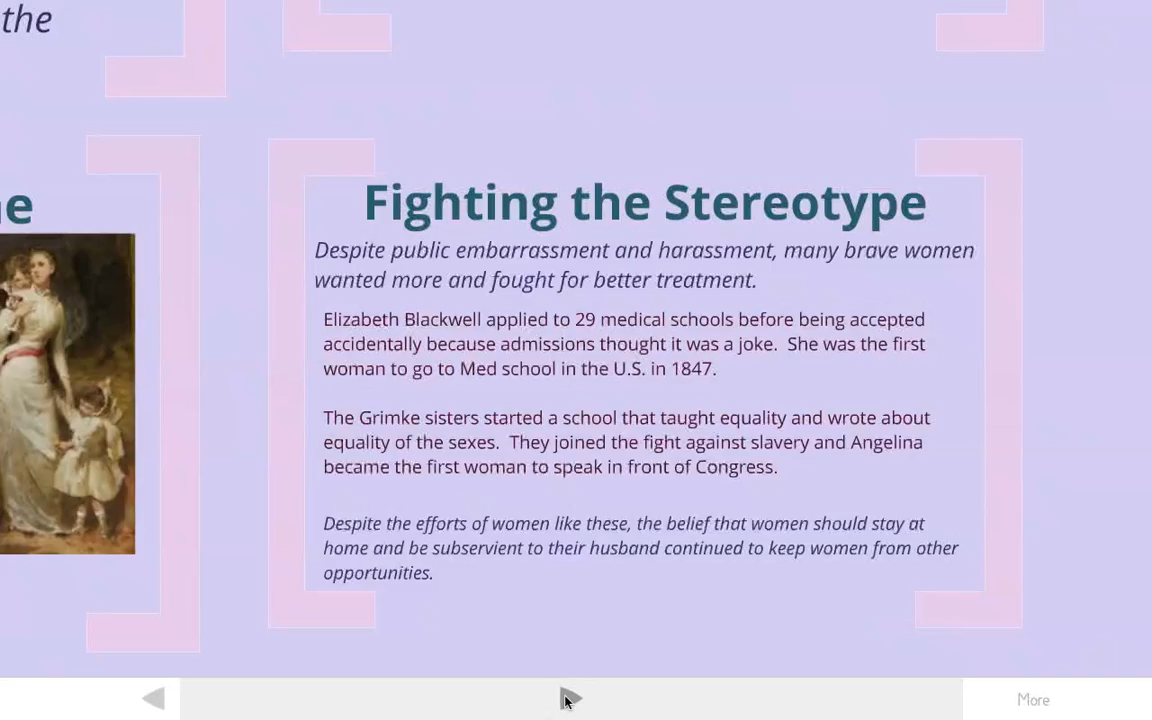 the
e
Fighting the Stereotype
Despite public embarrassment and harassment, many brave women
wanted more and fought for better treatment.
Elizabeth Blackwell applied to 29 medical schools before being accepted
accidentally because admissions thought it was a joke.  She was the first
woman to go to Med school in the U.S. in 1847.
The Grimke sisters started a school that taught equality and wrote about
equality of the sexes.  They joined the fight against slavery and Angelina
became the first woman to speak in front of Congress.
Despite the efforts of women like these, the belief that women should stay at
home and be subservient to their husband continued to keep women from other
opportunities.
More